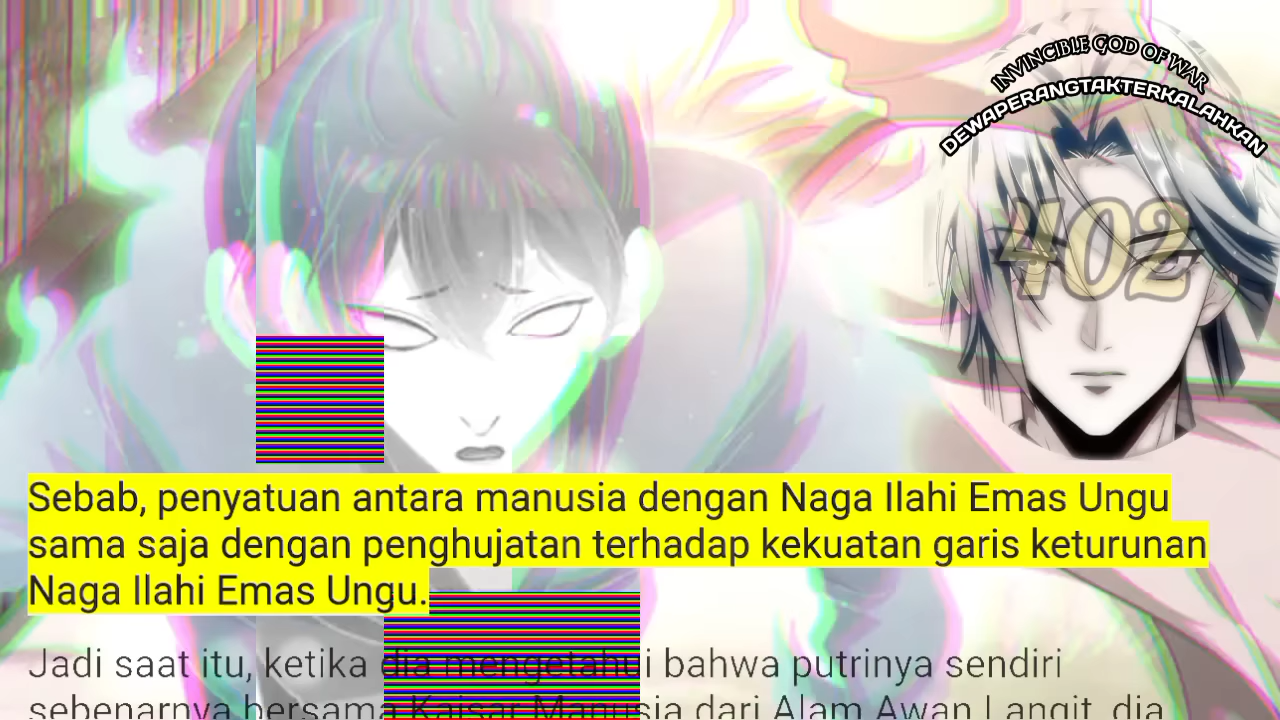 INVINCIBLE GOD OF WAR
DEWAPERANGTAKTERKALAHKAN
402
Sebab, penyatuan antara manusia dengan Naga Ilahi Emas Ungu
sama saja dengan penghujatan terhadap kekuatan garis keturunan
Naga Ilahi Emas Ungu.
Jadi saat itu, ketika dia mengetahui bahwa putrinya sendiri
sebenarnya bersama Kaisar Manusia dari Alam Awan Langit, dia